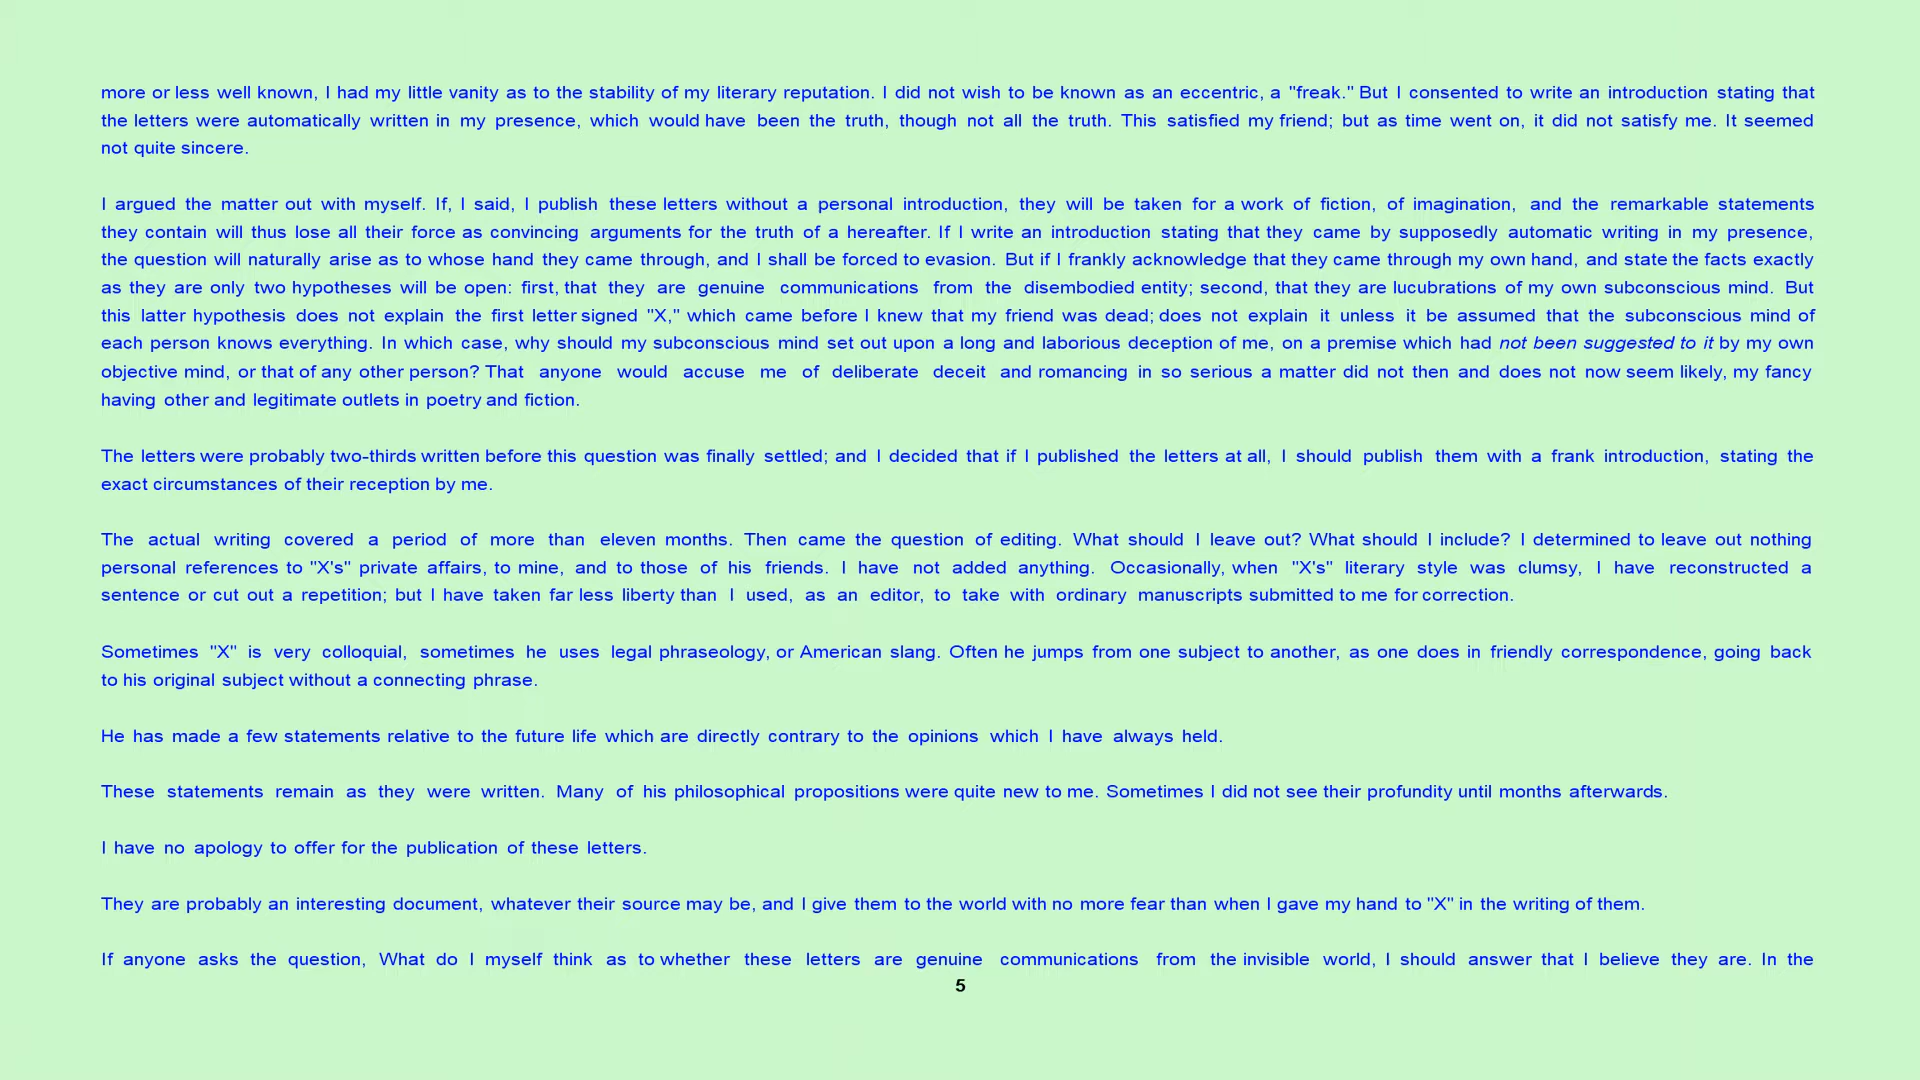 more or less well known, I had my little vanity as to the stability of my literary reputation. I did not wish to be known as an eccentric, a "freak." But I consented to write an introduction stating that
the letters were automatically written in my presence, which would have been the truth, though not all the truth. This satisfied my friend; but as time went on, it did not satisfy me. It seemed
not quite sincere.
I argued the matter out with myself. If, I said, I publish these letters without a personal introduction, they will be taken for a work of fiction, of imagination, and the remarkable statements
they contain will thus lose all their force as convincing arguments for the truth of a hereafter. If I write an introduction stating that they came by supposedly automatic writing in my presence,
the question will naturally arise as to whose hand they came through, and I shall be forced to evasion. But if I frankly acknowledge that they came through my own hand, and state the facts exactly
as they are only two hypotheses will be open: first, that they are genuine communications from the disembodied entity; second, that they are lucubrations of my own subconscious mind. But
this latter hypothesis does not explain the first letter signed "X," which came before I knew that my friend was dead; does not explain it unless it be assumed that the subconscious mind of
each person knows everything. In which case, why should my subconscious mind set out upon a long and laborious deception of me, on a premise which had not been suggested to it by my own
objective mind, or that of any other person? That anyone would accuse me of deliberate deceit and romancing in so serious a matter did not then and does not now seem likely, my fancy
having other and legitimate outlets in poetry and fiction.
The letters were probably two-thirds written before this question was finally settled; and I decided that if I published the letters at all, I should publish them with a frank introduction, stating the
exact circumstances of their reception by me.
The actual writing covered a period of more than eleven months. Then came the question of editing. What should I leave out? What should I include? I determined to leave out nothing
personal references to "X's" private affairs, to mine, and to those of his friends. I have not added anything. Occasionally, when "X's" literary style was clumsy, I have reconstructed a
sentence or cut out a repetition; but I have taken far less liberty than I used, as an editor, to take with ordinary manuscripts submitted to me for correction.
Sometimes "X" is very colloquial, sometimes he uses legal phraseology, or American slang. Often he jumps from one subject to another, as one does in friendly correspondence, going back
to his original subject without a connecting phrase.
He has made a few statements relative to the future life which are directly contrary to the opinions which I have always held.
These statements remain as they were written. Many of his philosophical propositions were quite new to me. Sometimes I did not see their profundity until months afterwards.
I have no apology to offer for the publication of these letters.
They are probably an interesting document, whatever their source may be, and I give them to the world with no more fear than when I gave my hand to "X" in the writing of them.
If anyone asks the question, What do I myself think as to whether these letters are genuine communications from the invisible world, I should answer that I believe they are. In the
5